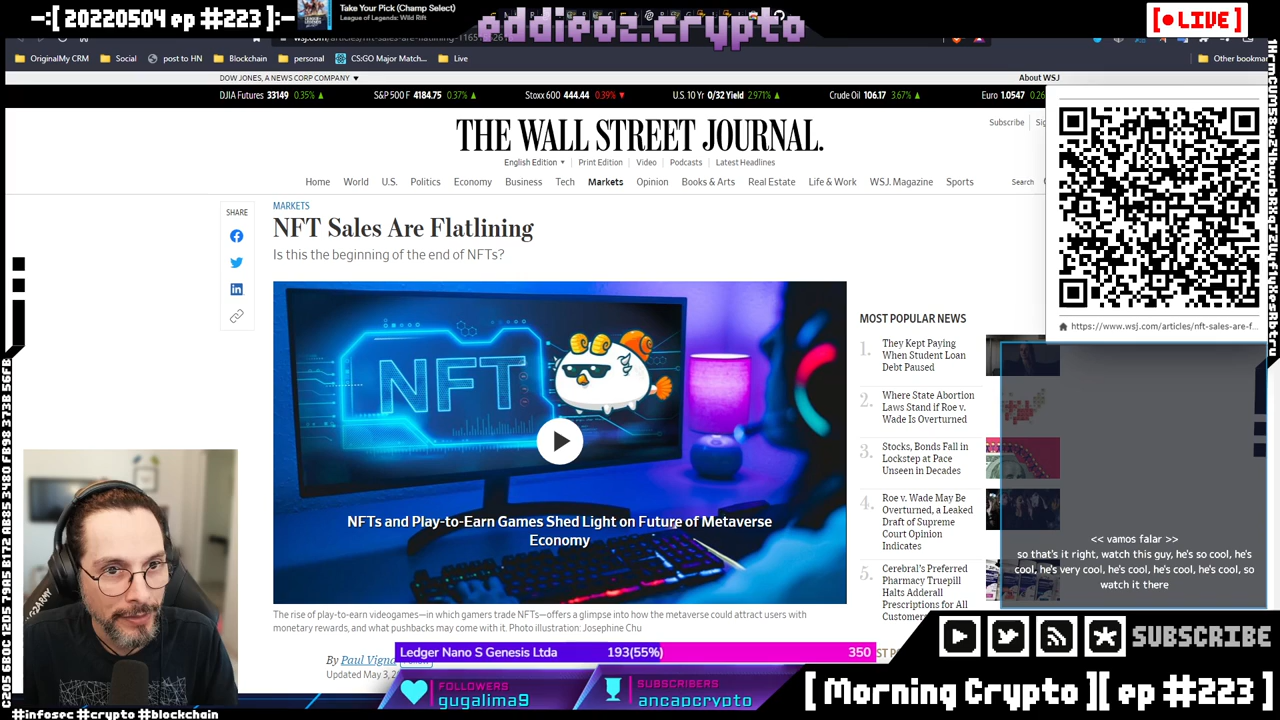 -:[ 20220504 ep #223 ]:-
Take Your Pick (Champ Select)
League of Legends: Wild Rift
eddieoz.crypto
[●LIVE]
OriginalMy CRM
Social
post to HN
Blockchain
personal
CS:GO Major Match...
Live
Other bookmar
DOW JONES, A NEWS CORP COMPANY ▼
About WSJ
DJIA Futures 33149 0.35% ▲
S&P 500 F 4184.75 0.37% ▲
Stoxx 600 444.44 0.39% ▼
U.S. 10 Yr 0/32 Yield 2.971% ▲
Crude Oil 106.17 3.67% ▲
Euro 1.0547
THE WALL STREET JOURNAL.
Subscribe
English Edition ▼
Print Edition
Video
Podcasts
Latest Headlines
Home
World
U.S.
Politics
Economy
Business
Tech
Markets
Opinion
Books & Arts
Real Estate
Life & Work
WSJ. Magazine
Sports
Search
SHARE
MARKETS
NFT Sales Are Flatlining
Is this the beginning of the end of NFTs?
NFT
NFTs and Play-to-Earn Games Shed Light on Future of Metaverse
Economy
The rise of play-to-earn videogames—in which gamers trade NFTs—offers a glimpse into how the metaverse could attract users with
monetary rewards, and what pushbacks may come with it. Photo illustration: Josephine Chu
By Paul Vigna
Updated May 3, 2
MOST POPULAR NEWS
1. They Kept Paying
When Student Loan
Debt Paused
2. Where State Abortion
Laws Stand if Roe v.
Wade Is Overturned
3. Stocks, Bonds Fall in
Lockstep at Pace
Unseen in Decades
4. Roe v. Wade May Be
Overturned, a Leaked
Draft of Supreme
Court Opinion
Indicates
5. Cerebral's Preferred
Pharmacy Truepill
Halts Adderall
Prescriptions for All
https://www.wsj.com/articles/nft-sales-are-f...
<< vamos falar >>
so that's it right, watch this guy, he's so cool, he's
cool, he's very cool, he's cool, he's cool, he's cool, so
watch it there
Ledger Nano S Genesis Ltda
193(55%)
350
FOLLOWERS
gugalima9
SUBSCRIBERS
ancapcrypto
SUBSCRIBE
[ Morning Crypto ][ ep #223 ]
#infosec #crypto #blockchain